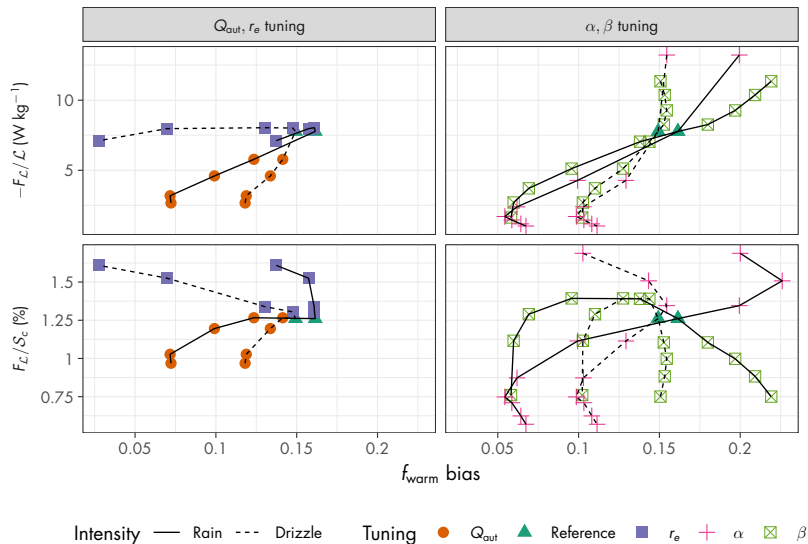 Q_aut, r_e tuning
α, β tuning
−F_ℒ/ℒ (W kg⁻¹)
10
5
F_ℒ/𝒮_c (%)
1.5
1.25
1
0.75
0.05 0.1 0.15 0.2
0.05 0.1 0.15 0.2
f_warm bias
Intensity Rain Drizzle Tuning Q_aut Reference r_e α β